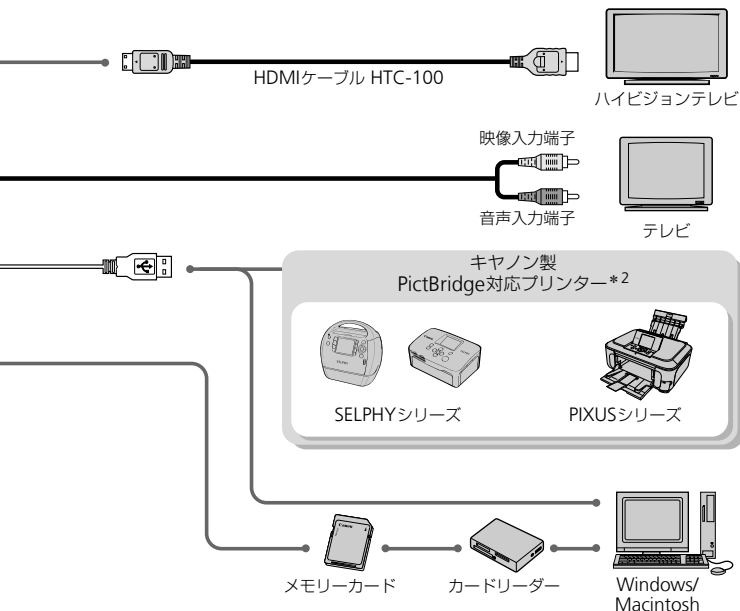 HDMIケーブル HTC-100
ハイビジョンテレビ
映像入力端子
音声入力端子
テレビ
キヤノン製
PictBridge対応プリンター*2
SELPHYシリーズ
PIXUSシリーズ
メモリーカード
カードリーダー
Windows/
Macintosh